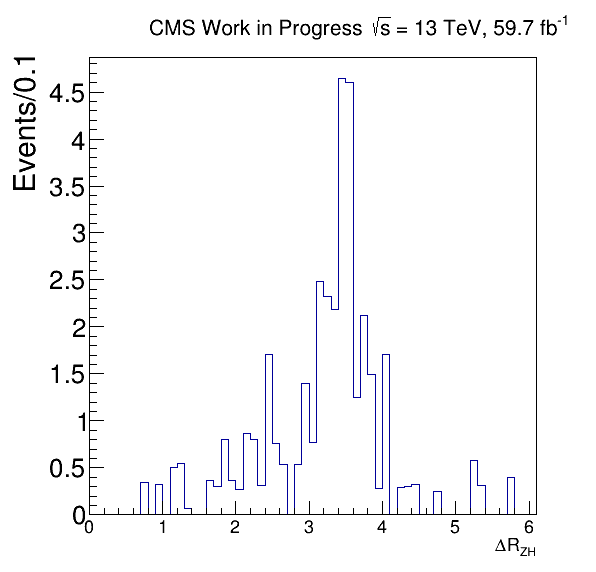 CMS Work in Progress √s = 13 TeV, 59.7 fb⁻¹
Events/0.1
4.5
4
3.5
3
2.5
2
1.5
1
0.5
0
0 1 2 3 4 5 6
ΔR_ZH